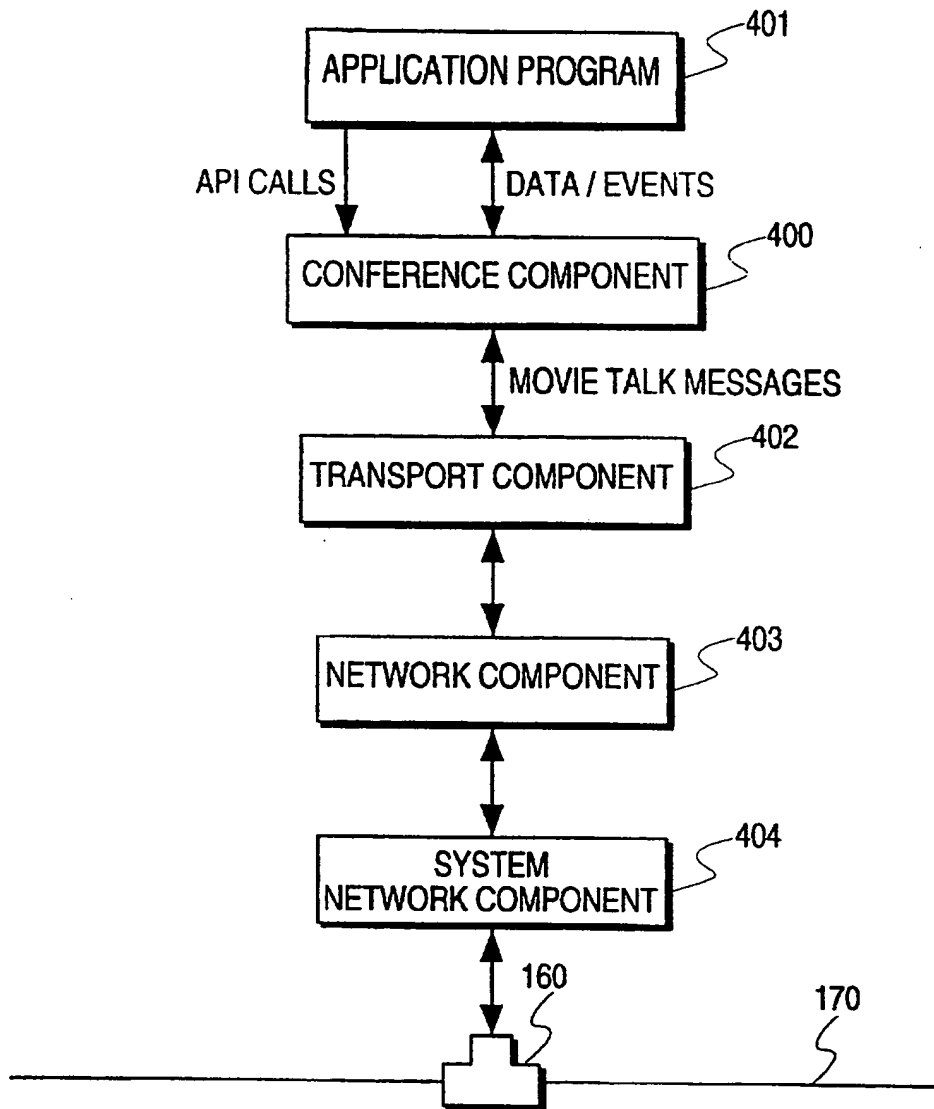 401
APPLICATION PROGRAM
API CALLS
DATA / EVENTS
400
CONFERENCE COMPONENT
MOVIE TALK MESSAGES
402
TRANSPORT COMPONENT
403
NETWORK COMPONENT
404
SYSTEM
NETWORK COMPONENT
160
170